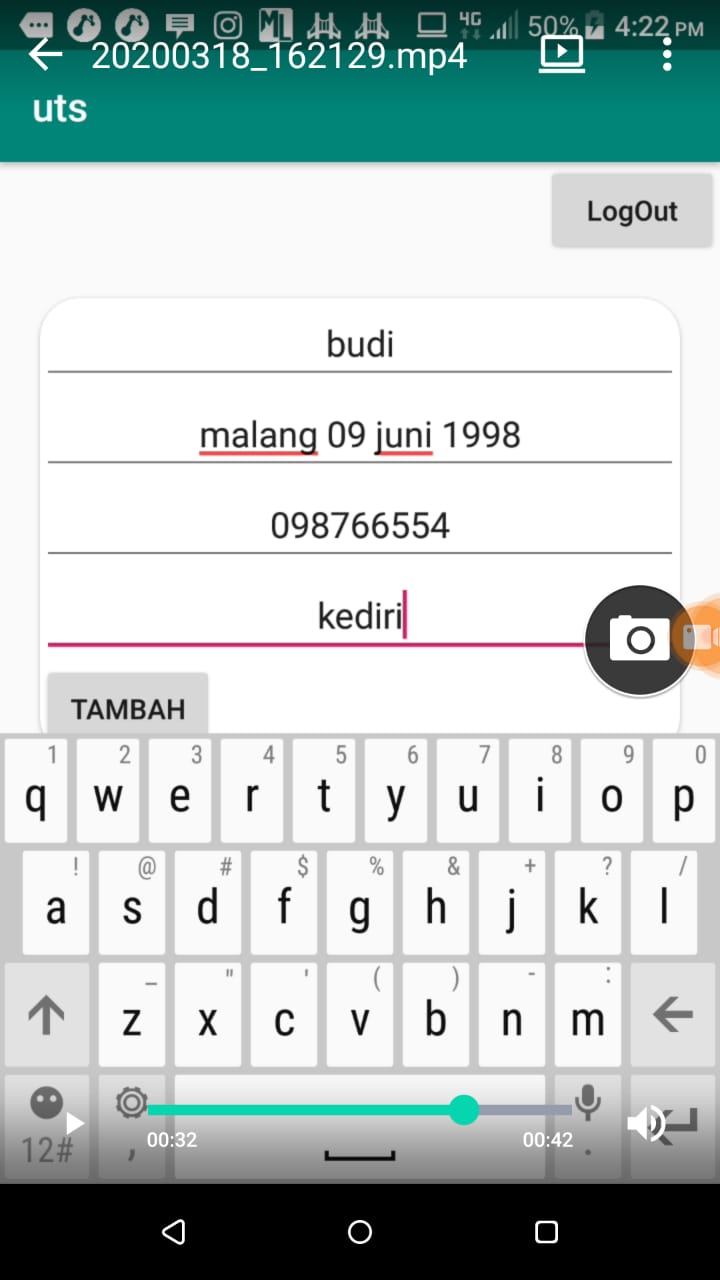 4G 50% 4:22 PM
20200318_162129.mp4
uts
LogOut
budi
malang 09 juni 1998
098766554
kediri
TAMBAH
1 2 3 4 5 6 7 8 9 0
q w e r t y u i o p
! @ # $ % & + ? /
a s d f g h j k l
_ " ' ( ) - :
z x c v b n m
12# , .
00:32 00:42